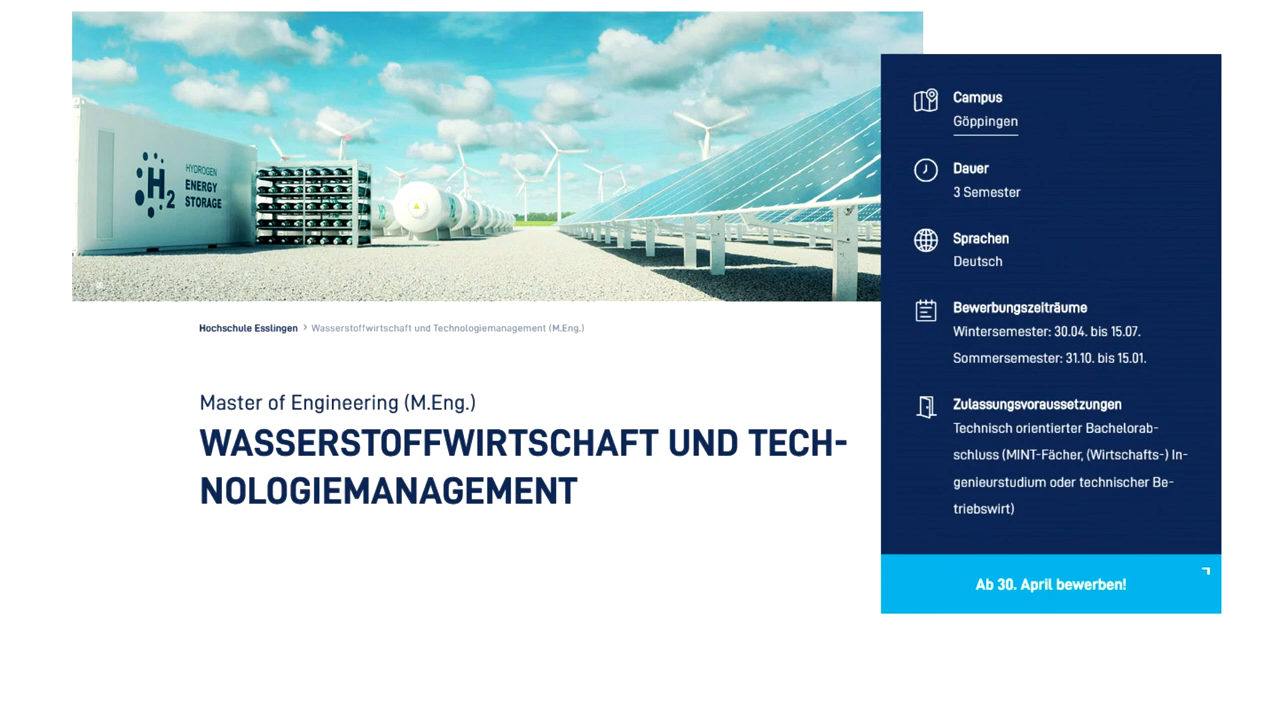 HYDROGEN
ENERGY
STORAGE
H2
Hochschule Esslingen > Wasserstoffwirtschaft und Technologiemanagement (M.Eng.)
Master of Engineering (M.Eng.)
WASSERSTOFFWIRTSCHAFT UND TECH-
NOLOGIEMANAGEMENT
Campus
Göppingen
Dauer
3 Semester
Sprachen
Deutsch
Bewerbungszeiträume
Wintersemester: 30.04. bis 15.07.
Sommersemester: 31.10. bis 15.01.
Zulassungsvoraussetzungen
Technisch orientierter Bachelorab-
schluss (MINT-Fächer, (Wirtschafts-) In-
genieurstudium oder technischer Be-
triebswirt)
Ab 30. April bewerben!